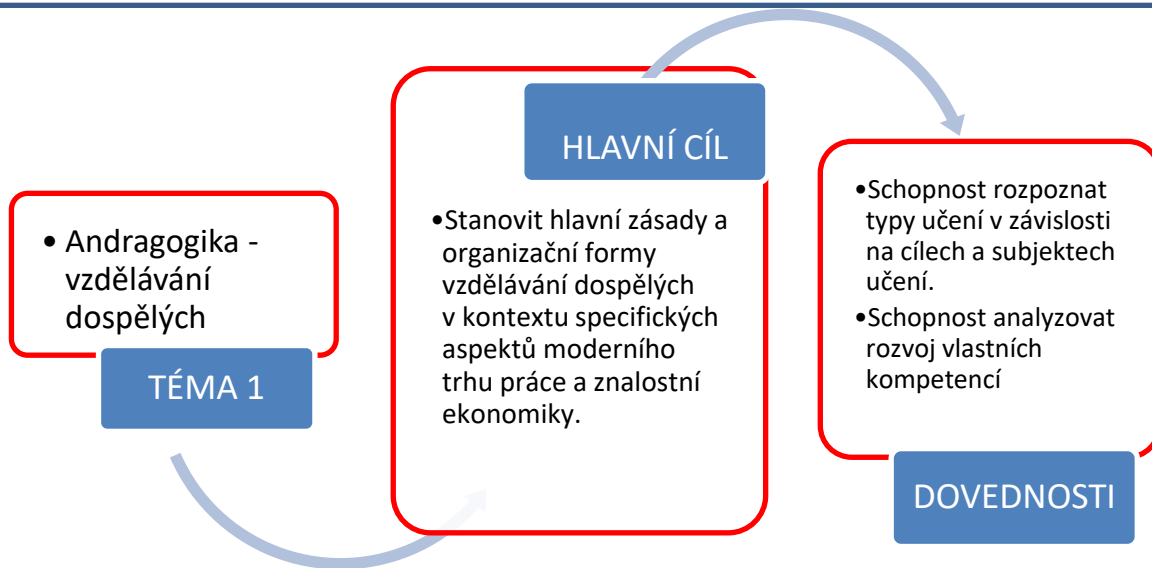 • Andragogika -
vzdělávání
dospělých
TÉMA 1
HLAVNÍ CÍL
•Stanovit hlavní zásady a
organizační formy
vzdělávání dospělých
v kontextu specifických
aspektů moderního
trhu práce a znalostní
ekonomiky.
•Schopnost rozpoznat
typy učení v závislosti
na cílech a subjektech
učení.
•Schopnost analyzovat
rozvoj vlastních
kompetencí
DOVEDNOSTI